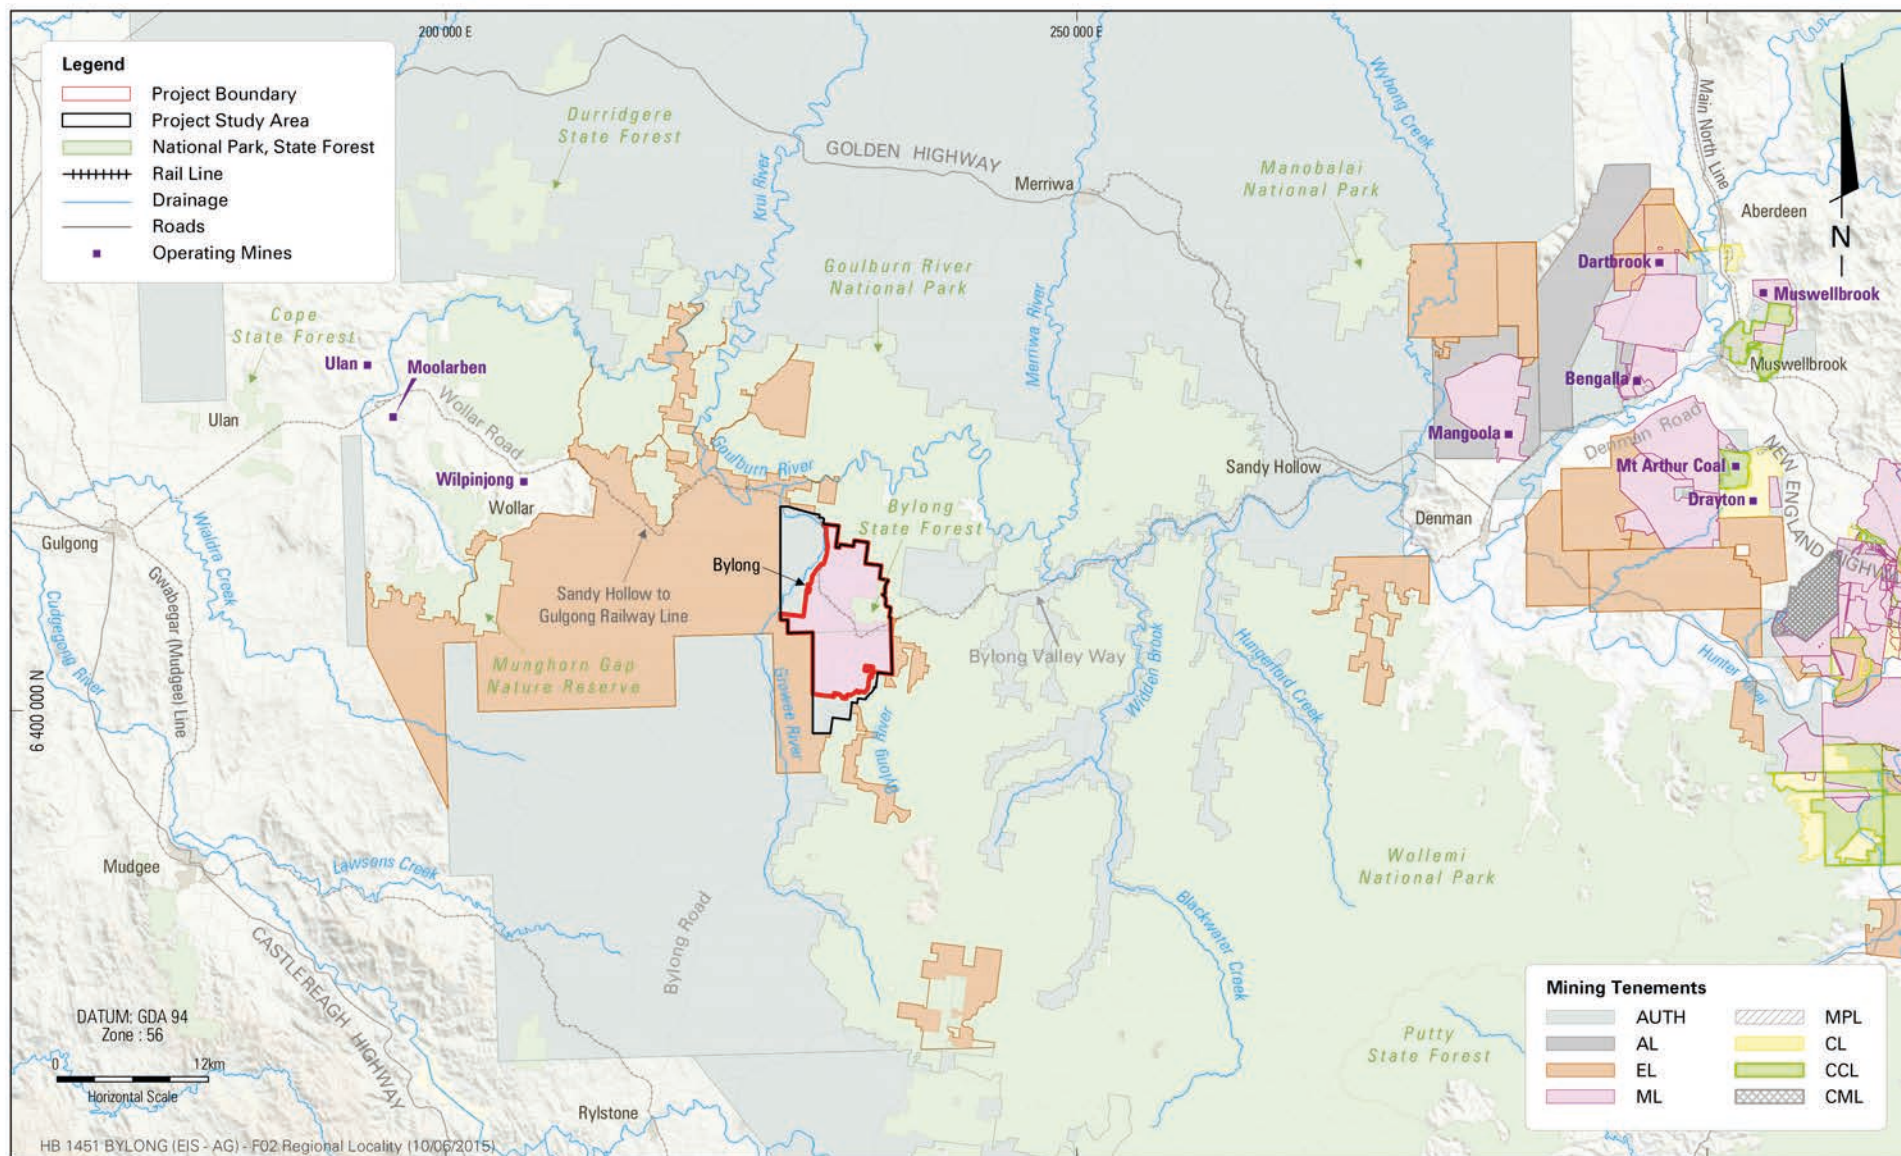 200 000 E
250 000 E
Legend
Project Boundary
Project Study Area
National Park, State Forest
Rail Line
Drainage
Roads
Operating Mines
Durridgere
State Forest
Krui River
GOLDEN HIGHWAY
Merriwa
Wybong Creek
Manobalai
National Park
Main North Line
Aberdeen
N
Dartbrook
Muswellbrook
Muswellbrook
Bengalla
Goulburn River
National Park
Merriwa River
Cope
State Forest
Ulan
Moolarben
Ulan
Wollar Road
Goulburn River
Wilpinjong
Wollar
Mangoola
Denman Road
Sandy Hollow
Mt Arthur Coal
Drayton
NEW ENGLAND HIGHWAY
Denman
Bylong
State Forest
Bylong
Gulgong
Wialdra Creek
Gwabegar (Mudgee) Line
Cudgegong River
Sandy Hollow to
Gulgong Railway Line
Munghorn Gap
Nature Reserve
Growee River
Bylong River
Bylong Valley Way
Widden Brook
Hungerford Creek
Hunter River
6 400 000 N
Mudgee
Lawsons Creek
Wollemi
National Park
Bylong Road
Blackwater Creek
CASTLEREAGH HIGHWAY
Putty
State Forest
Rylstone
DATUM: GDA 94
Zone : 56
0 12km
Horizontal Scale
Mining Tenements
AUTH
AL
EL
ML
MPL
CL
CCL
CML
HB 1451 BYLONG (EIS - AG) - F02 Regional Locality (10/06/2015)